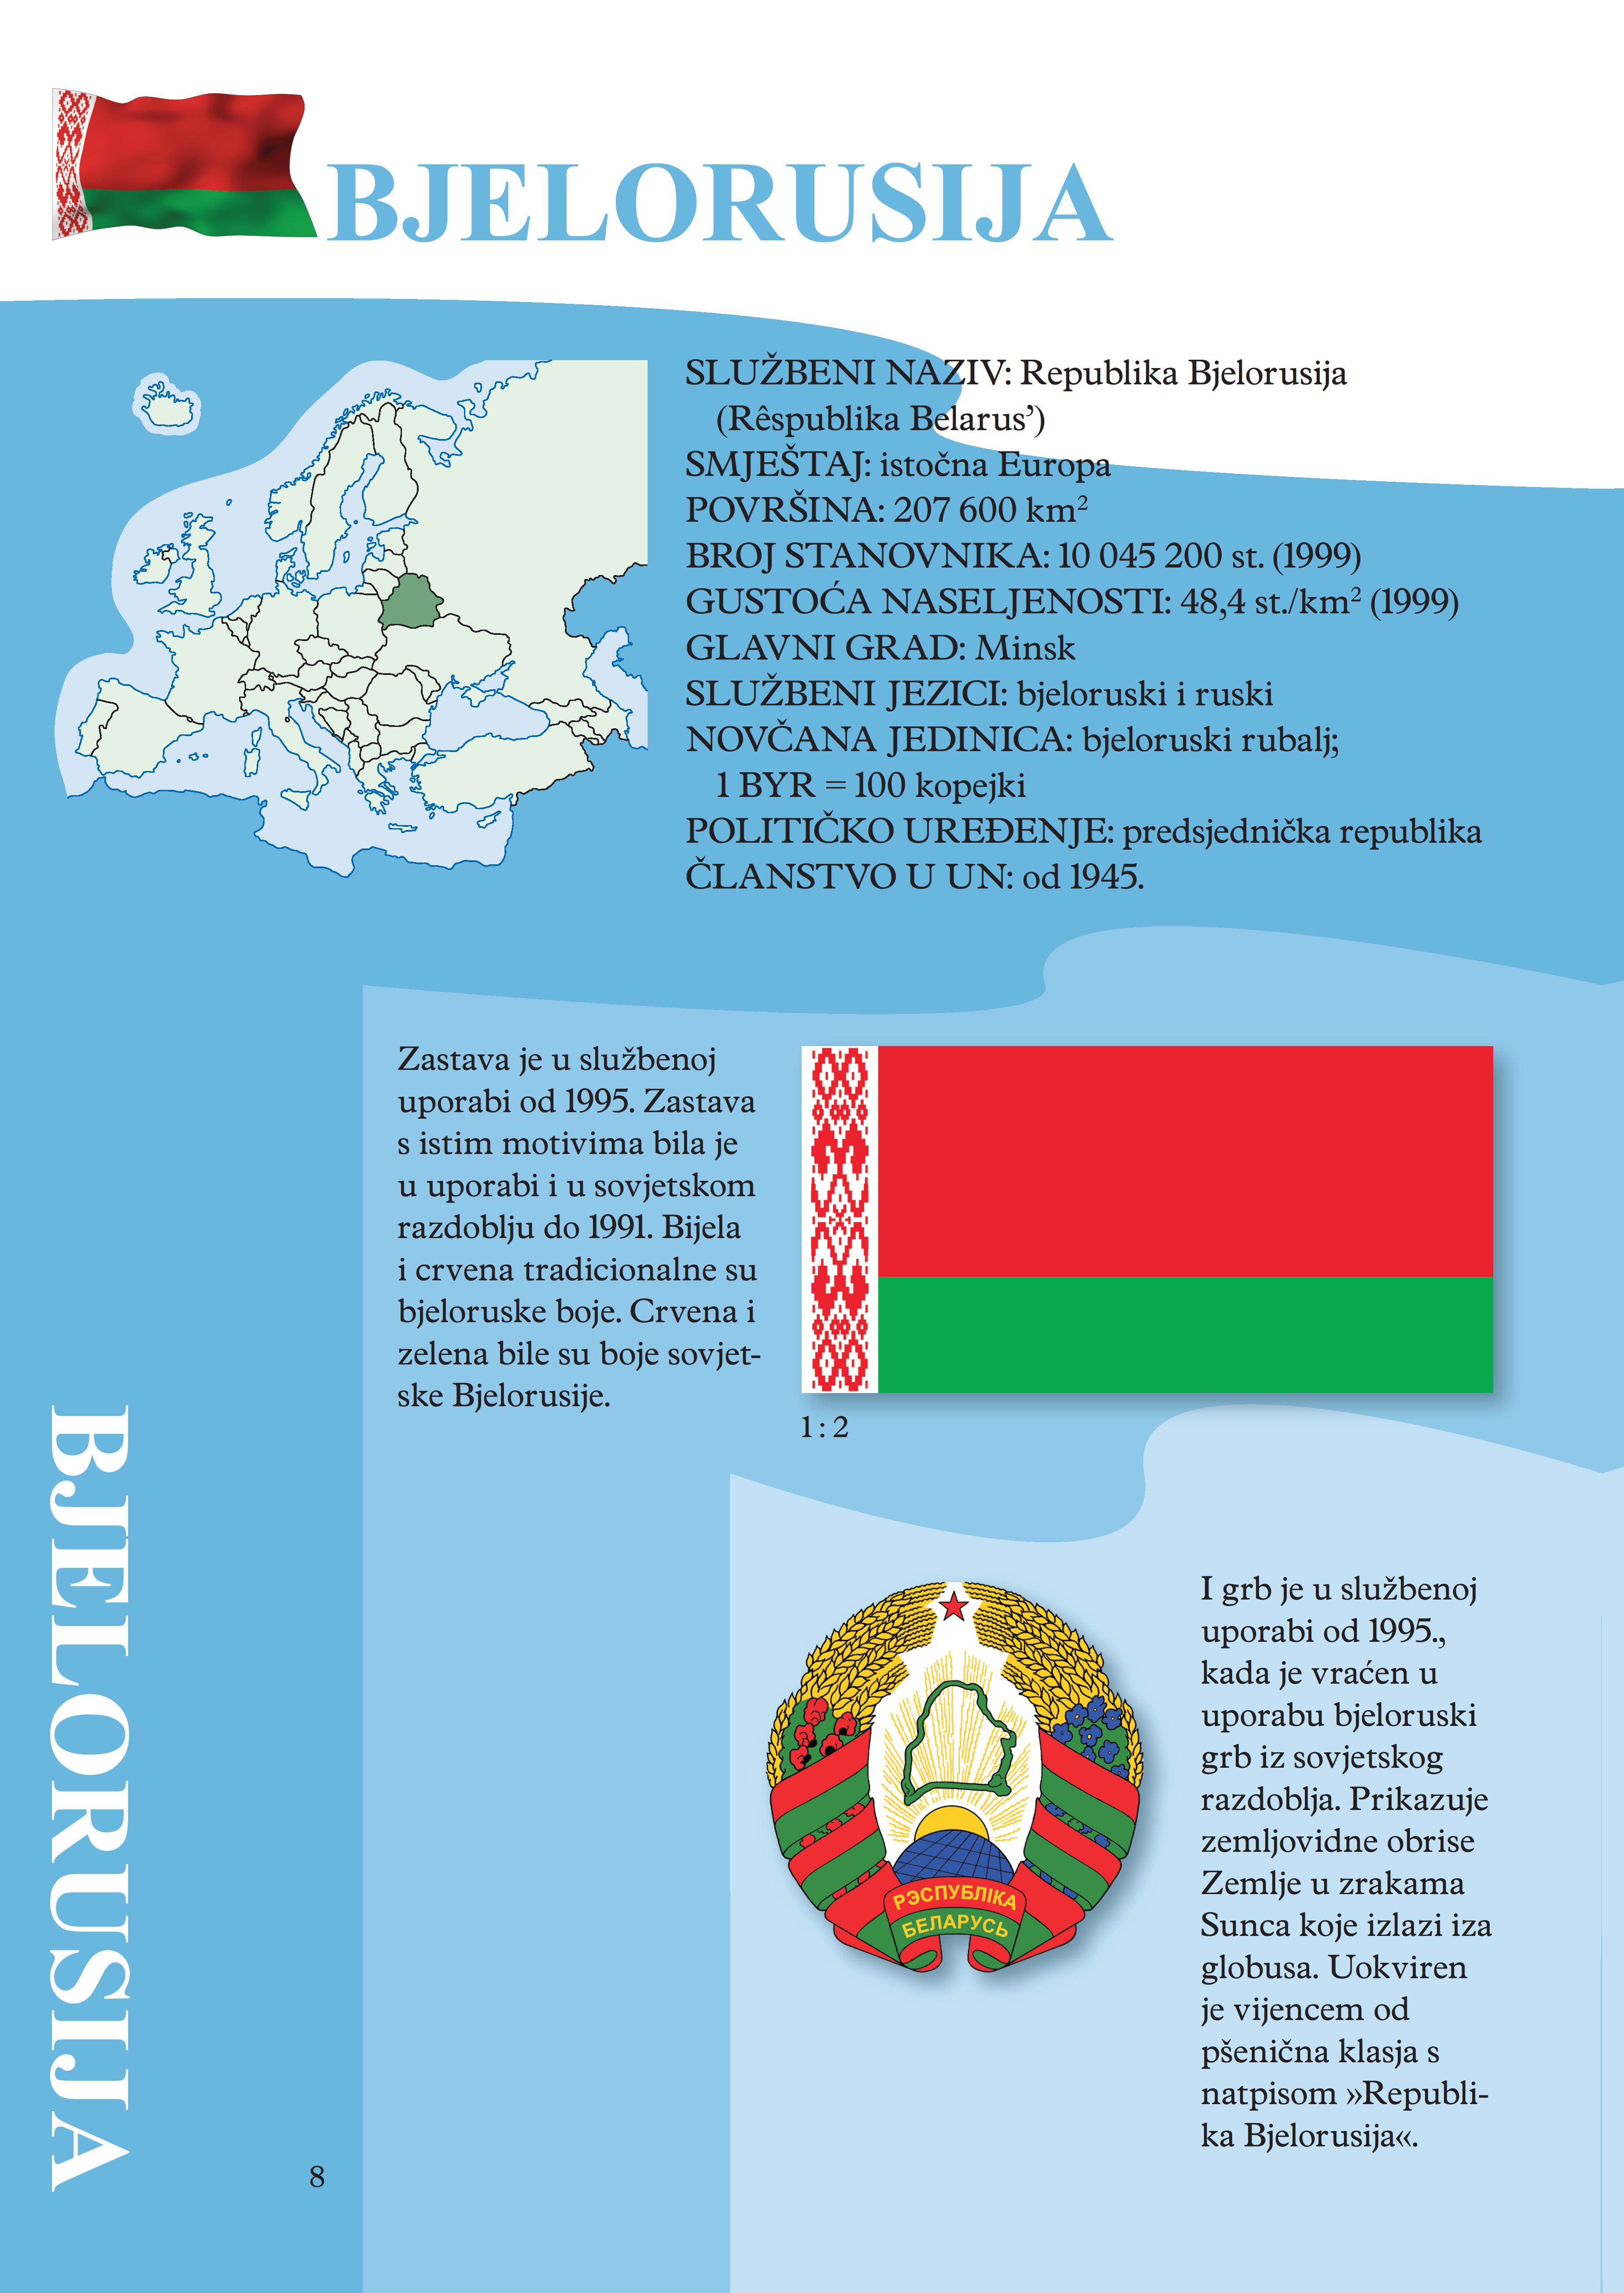 BJELORUSIJA
SLUŽBENI NAZIV: Republika Bjelorusija
(Rêspublika Belarus’)
SMJEŠTAJ: istočna Europa
POVRŠINA: 207 600 km²
BROJ STANOVNIKA: 10 045 200 st. (1999)
GUSTOĆA NASELJENOSTI: 48,4 st./km² (1999)
GLAVNI GRAD: Minsk
SLUŽBENI JEZICI: bjeloruski i ruski
NOVČANA JEDINICA: bjeloruski rubalj;
1 BYR = 100 kopejki
POLITIČKO UREĐENJE: predsjednička republika
ČLANSTVO U UN: od 1945.
Zastava je u službenoj
uporabi od 1995. Zastava
s istim motivima bila je
u uporabi i u sovjetskom
razdoblju do 1991. Bijela
i crvena tradicionalne su
bjeloruske boje. Crvena i
zelena bile su boje sovjet-
ske Bjelorusije.
1 : 2
I grb je u službenoj
uporabi od 1995.,
kada je vraćen u
uporabu bjeloruski
grb iz sovjetskog
razdoblja. Prikazuje
zemljovidne obrise
Zemlje u zrakama
Sunca koje izlazi iza
globusa. Uokviren
je vijencem od
pšenična klasja s
natpisom »Republi-
ka Bjelorusija«.
РЭСПУБЛІКА
БЕЛАРУСЬ
BJELORUSIJA
8